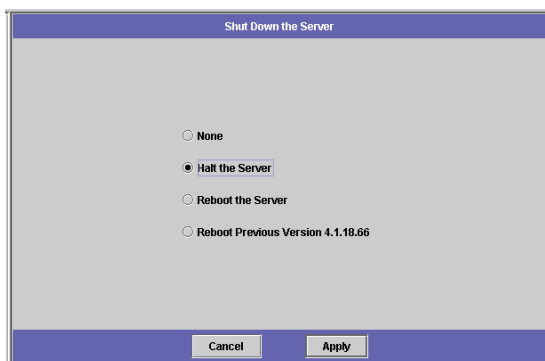 Shut Down the Server
None
Halt the Server
Reboot the Server
Reboot Previous Version 4.1.18.66
Cancel
Apply